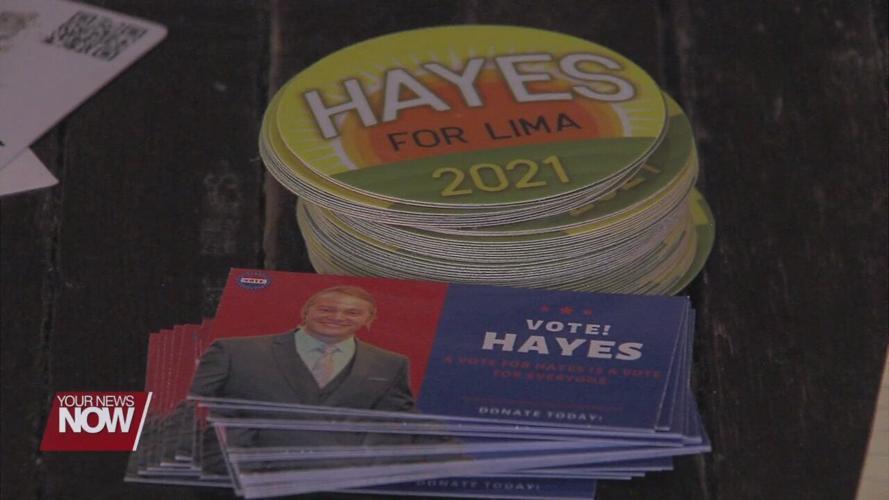 HAYES
FOR LIMA
2021
2021
VOTE
VOTE!
HAYES
A VOTE FOR HAYES IS A VOTE
FOR EVERYONE
DONATE TODAY!
DONATE TODAY!
YOUR NEWS
NOW